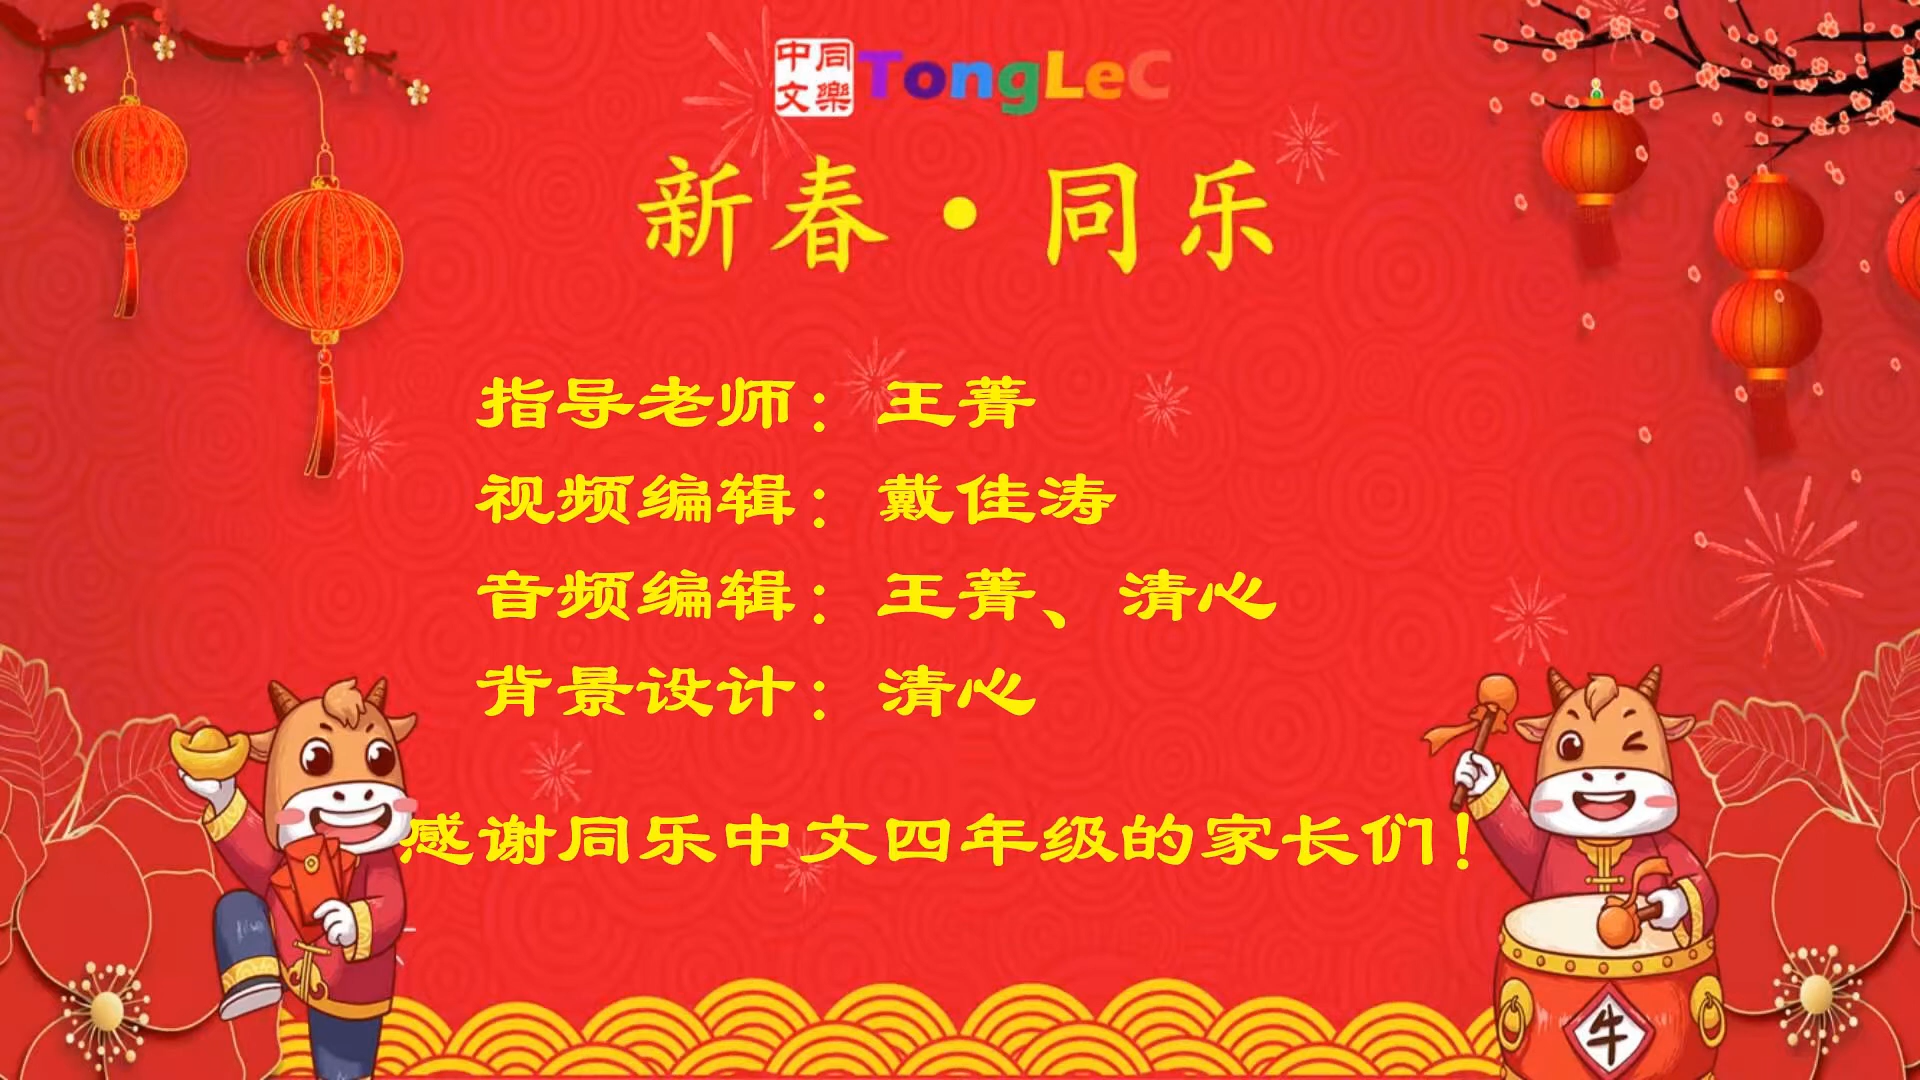 中同 TongLeC
文樂
新春·同乐
指导老师：王菁
视频编辑：戴佳涛
音频编辑：王菁、清心
背景设计：清心
感谢同乐中文四年级的家长们！
牛